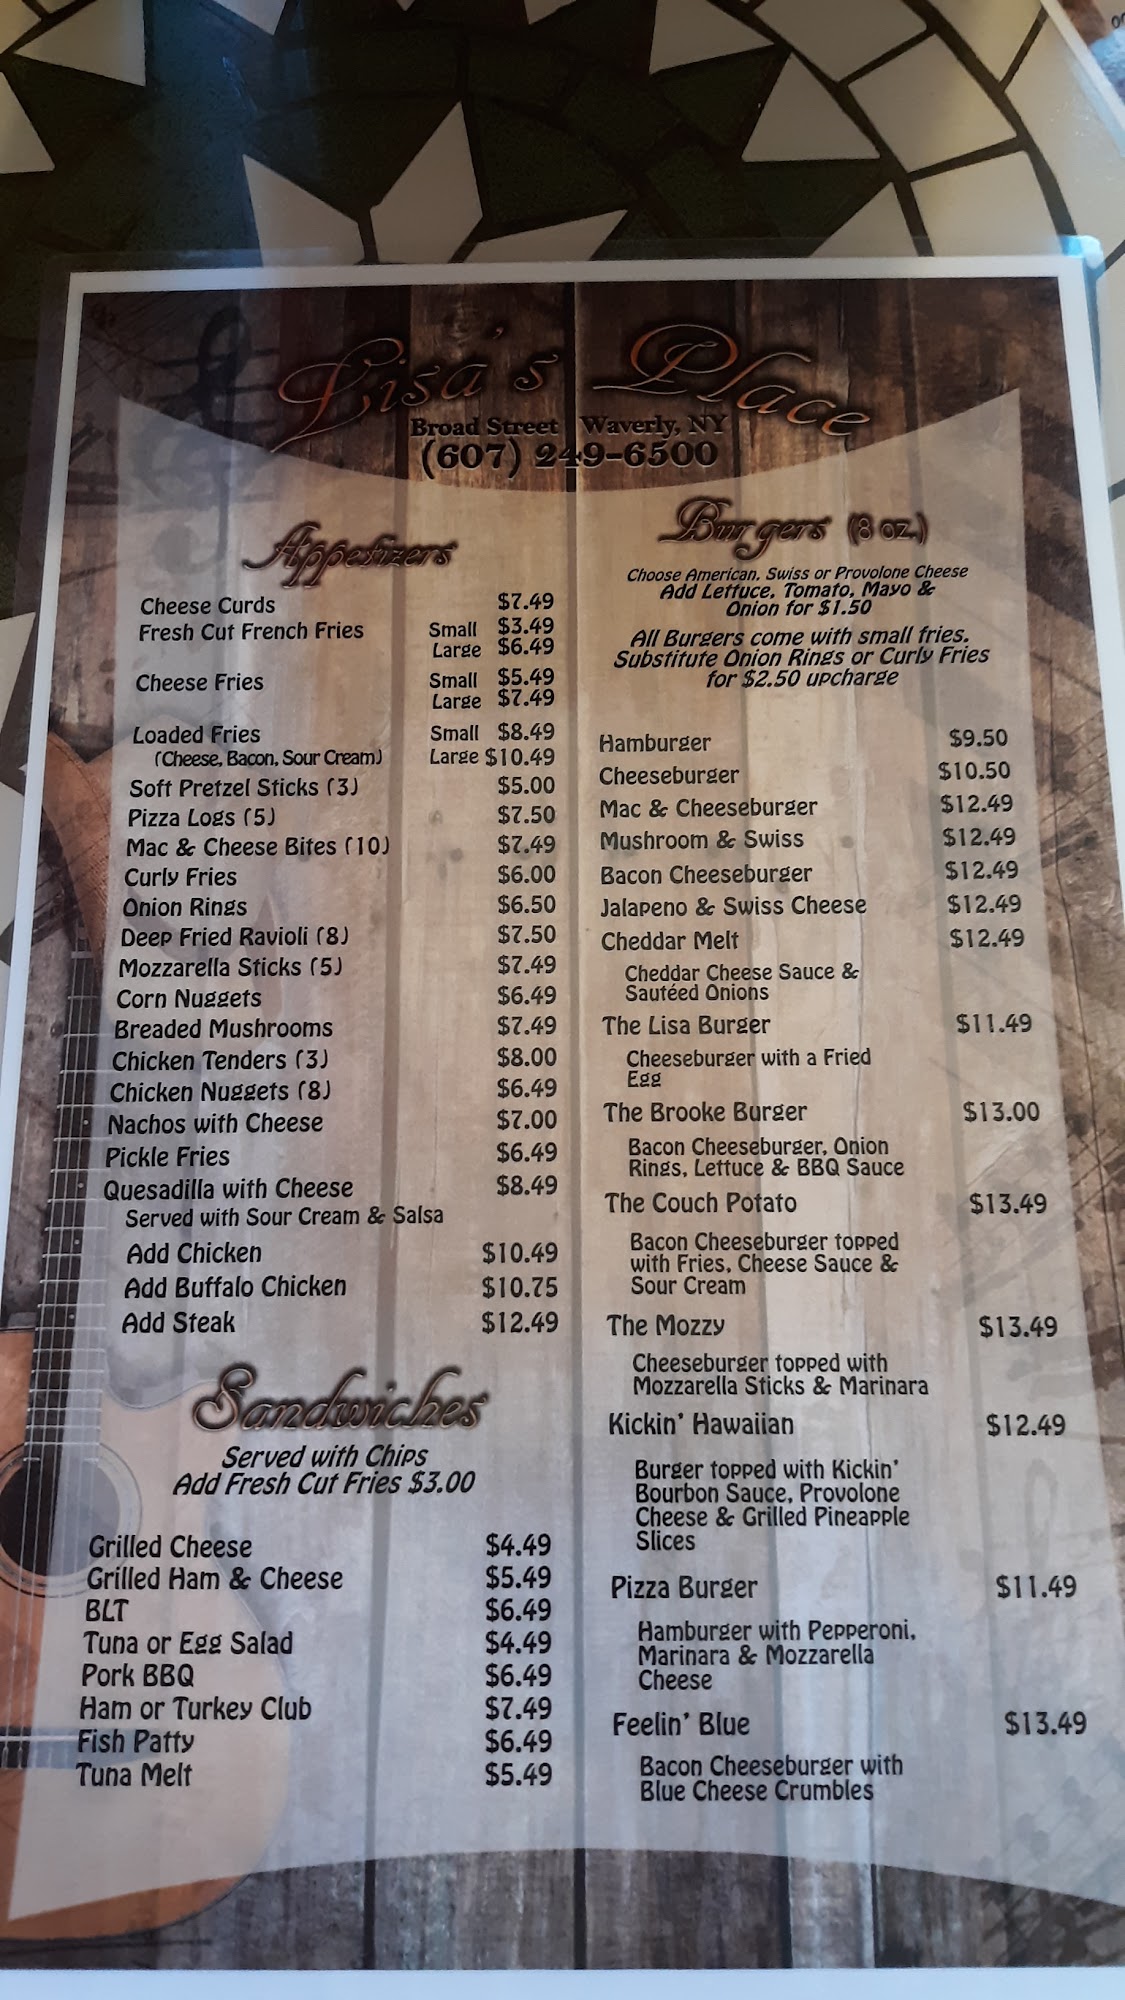 Lisa's Place
Broad Street Waverly, NY
(607) 249-6500
Appetizers
Cheese Curds $7.49
Fresh Cut French Fries Small $3.49
Large $6.49
Cheese Fries Small $5.49
Large $7.49
Loaded Fries Small $8.49
(Cheese, Bacon, Sour Cream) Large $10.49
Soft Pretzel Sticks (3) $5.00
Pizza Logs (5) $7.50
Mac & Cheese Bites (10) $7.49
Curly Fries $6.00
Onion Rings $6.50
Deep Fried Ravioli (8) $7.50
Mozzarella Sticks (5) $7.49
Corn Nuggets $6.49
Breaded Mushrooms $7.49
Chicken Tenders (3) $8.00
Chicken Nuggets (8) $6.49
Nachos with Cheese $7.00
Pickle Fries $6.49
Quesadilla with Cheese $8.49
Served with Sour Cream & Salsa
Add Chicken $10.49
Add Buffalo Chicken $10.75
Add Steak $12.49
Sandwiches
Served with Chips
Add Fresh Cut Fries $3.00
Grilled Cheese $4.49
Grilled Ham & Cheese $5.49
BLT $6.49
Tuna or Egg Salad $4.49
Pork BBQ $6.49
Ham or Turkey Club $7.49
Fish Patty $6.49
Tuna Melt $5.49
Burgers (8 oz.)
Choose American, Swiss or Provolone Cheese
Add Lettuce, Tomato, Mayo &
Onion for $1.50
All Burgers come with small fries.
Substitute Onion Rings or Curly Fries
for $2.50 upcharge
Hamburger $9.50
Cheeseburger $10.50
Mac & Cheeseburger $12.49
Mushroom & Swiss $12.49
Bacon Cheeseburger $12.49
Jalapeno & Swiss Cheese $12.49
Cheddar Melt $12.49
Cheddar Cheese Sauce &
Sautéed Onions
The Lisa Burger $11.49
Cheeseburger with a Fried
Egg
The Brooke Burger $13.00
Bacon Cheeseburger, Onion
Rings, Lettuce & BBQ Sauce
The Couch Potato $13.49
Bacon Cheeseburger topped
with Fries, Cheese Sauce &
Sour Cream
The Mozzy $13.49
Cheeseburger topped with
Mozzarella Sticks & Marinara
Kickin' Hawaiian $12.49
Burger topped with Kickin'
Bourbon Sauce, Provolone
Cheese & Grilled Pineapple
Slices
Pizza Burger $11.49
Hamburger with Pepperoni,
Marinara & Mozzarella
Cheese
Feelin' Blue $13.49
Bacon Cheeseburger with
Blue Cheese Crumbles